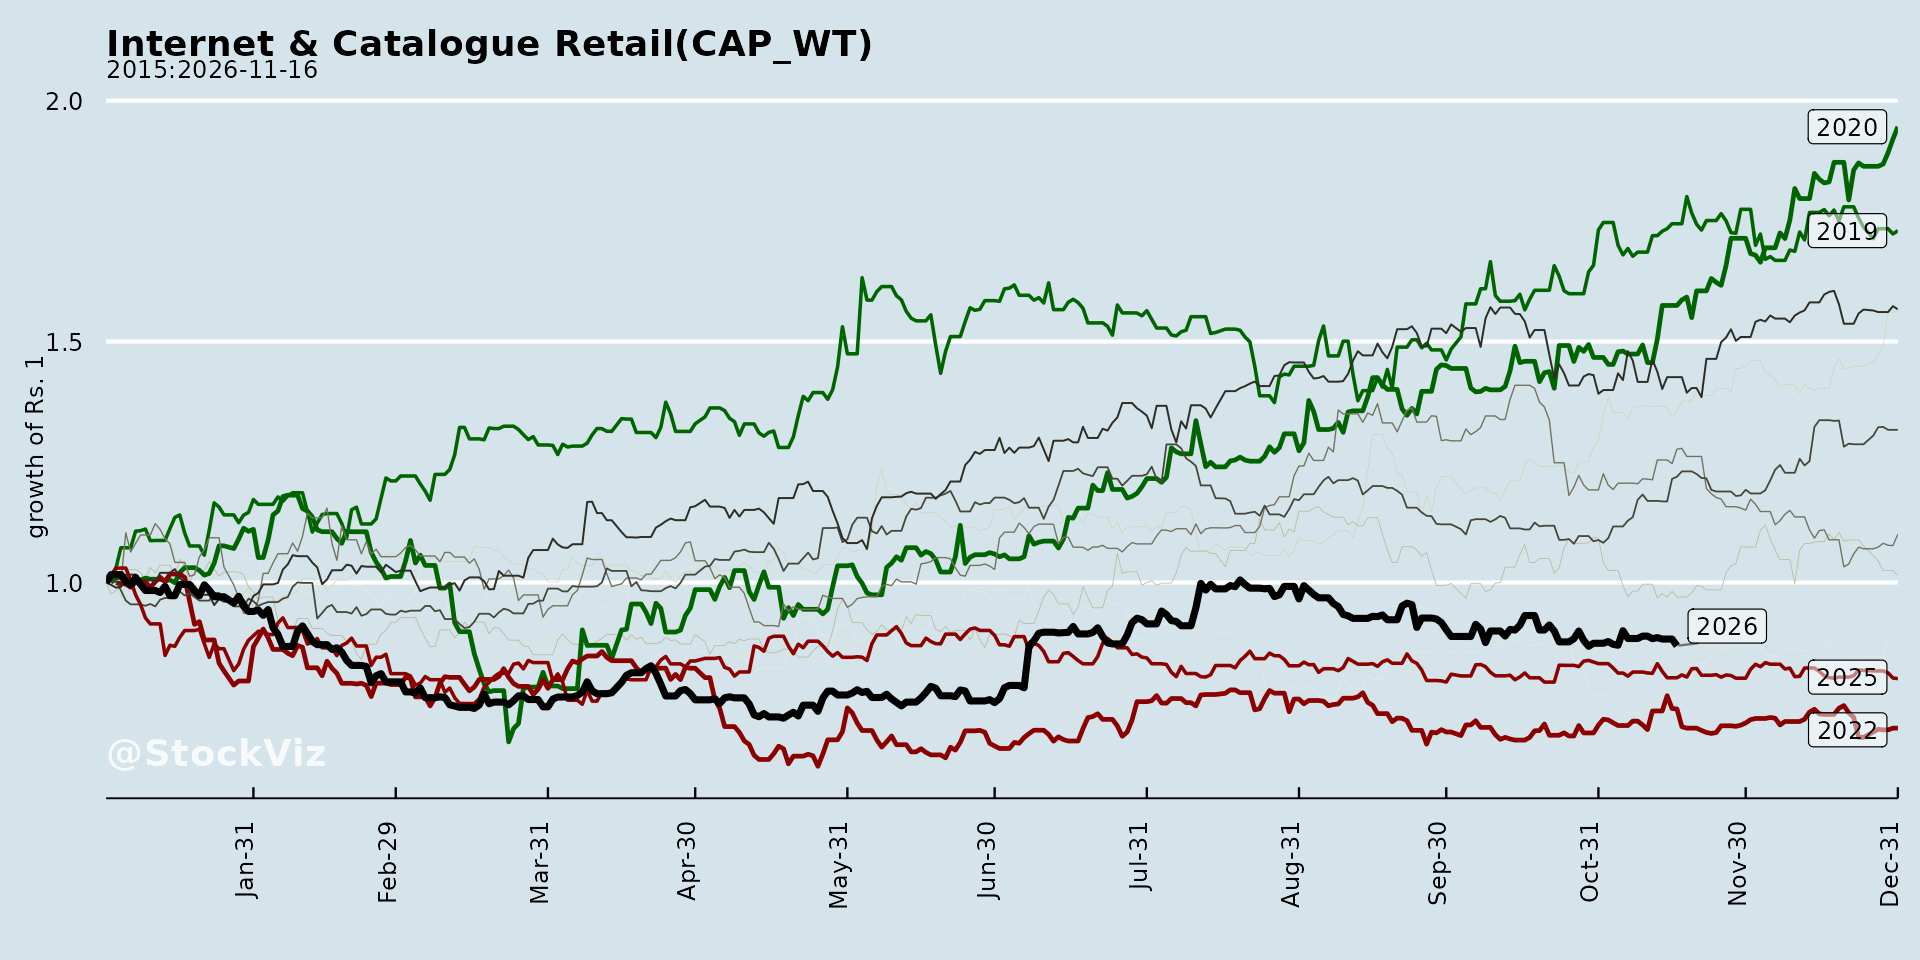 Internet & Catalogue Retail(CAP_WT)
2015:2026-11-16
growth of Rs. 1
2.0
1.5
1.0
2020
2019
2026
2025
2022
@StockViz
Jan-31
Feb-29
Mar-31
Apr-30
May-31
Jun-30
Jul-31
Aug-31
Sep-30
Oct-31
Nov-30
Dec-31